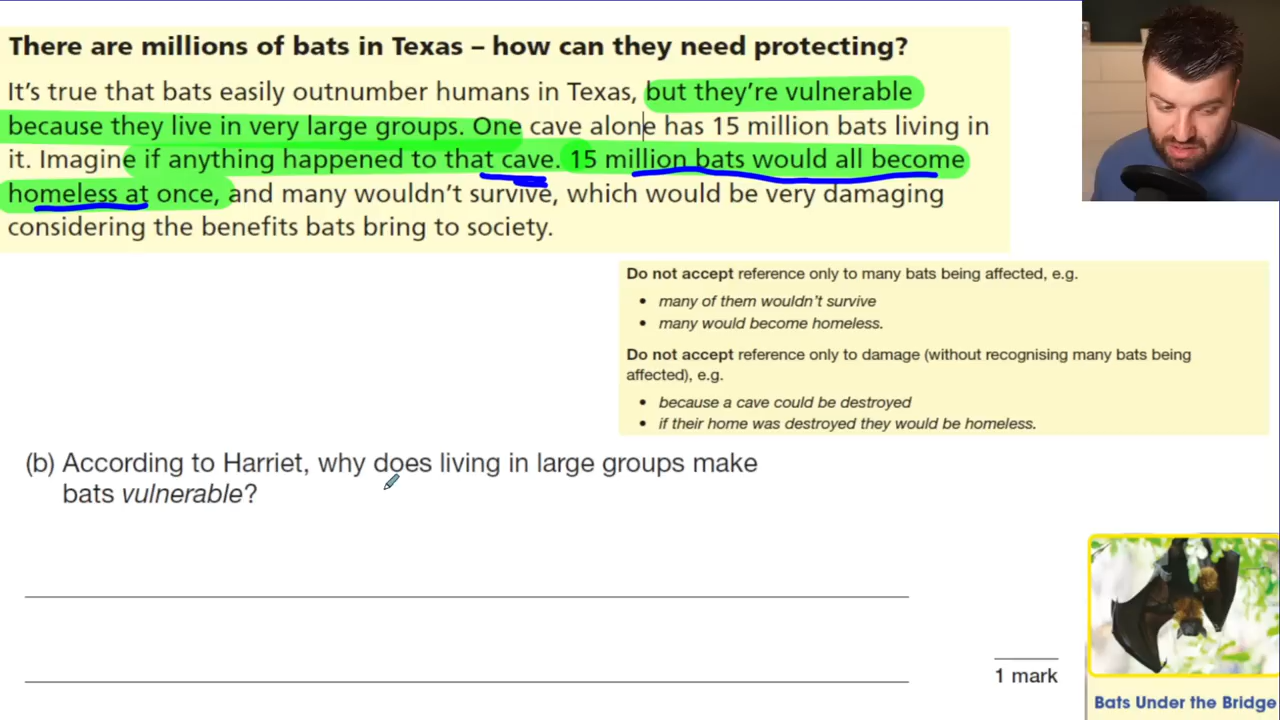 There are millions of bats in Texas – how can they need protecting?
It's true that bats easily outnumber humans in Texas, but they're vulnerable
because they live in very large groups. One cave alone has 15 million bats living in
it. Imagine if anything happened to that cave. 15 million bats would all become
homeless at once, and many wouldn't survive, which would be very damaging
considering the benefits bats bring to society.
Do not accept reference only to many bats being affected, e.g.
• many of them wouldn't survive
• many would become homeless.
Do not accept reference only to damage (without recognising many bats being
affected), e.g.
• because a cave could be destroyed
• if their home was destroyed they would be homeless.
(b) According to Harriet, why does living in large groups make
bats vulnerable?
1 mark
Bats Under the Bridge